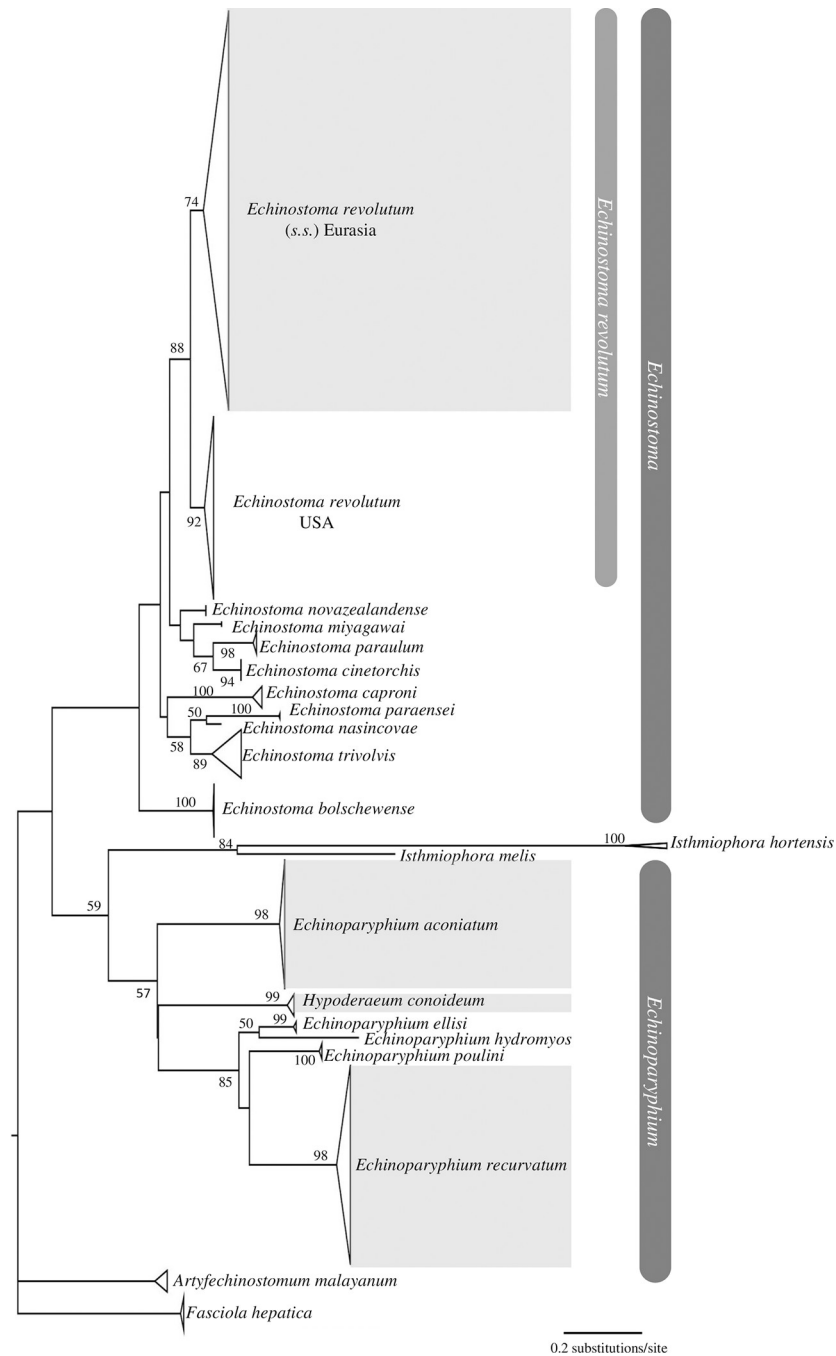 74
Echinostoma revolutum
(s.s.) Eurasia
88
Echinostoma revolutum
Echinostoma
92
Echinostoma revolutum
USA
Echinostoma novazealandense
Echinostoma miyagawai
98
Echinostoma paraulum
67
94
Echinostoma cinetorchis
100
Echinostoma caproni
50
100
Echinostoma paraensei
Echinostoma nasincovae
58
89
Echinostoma trivolvis
100
Echinostoma bolschewense
84
100
Isthmiophora hortensis
Isthmiophora melis
59
98
Echinoparyphium aconiatum
57
99
Hypoderaeum conoideum
50
99
Echinoparyphium ellisi
Echinoparyphium hydromyos
100
Echinoparyphium poulini
85
Echinoparyphium
98
Echinoparyphium recurvatum
Artyfechinostomum malayanum
Fasciola hepatica
0.2 substitutions/site